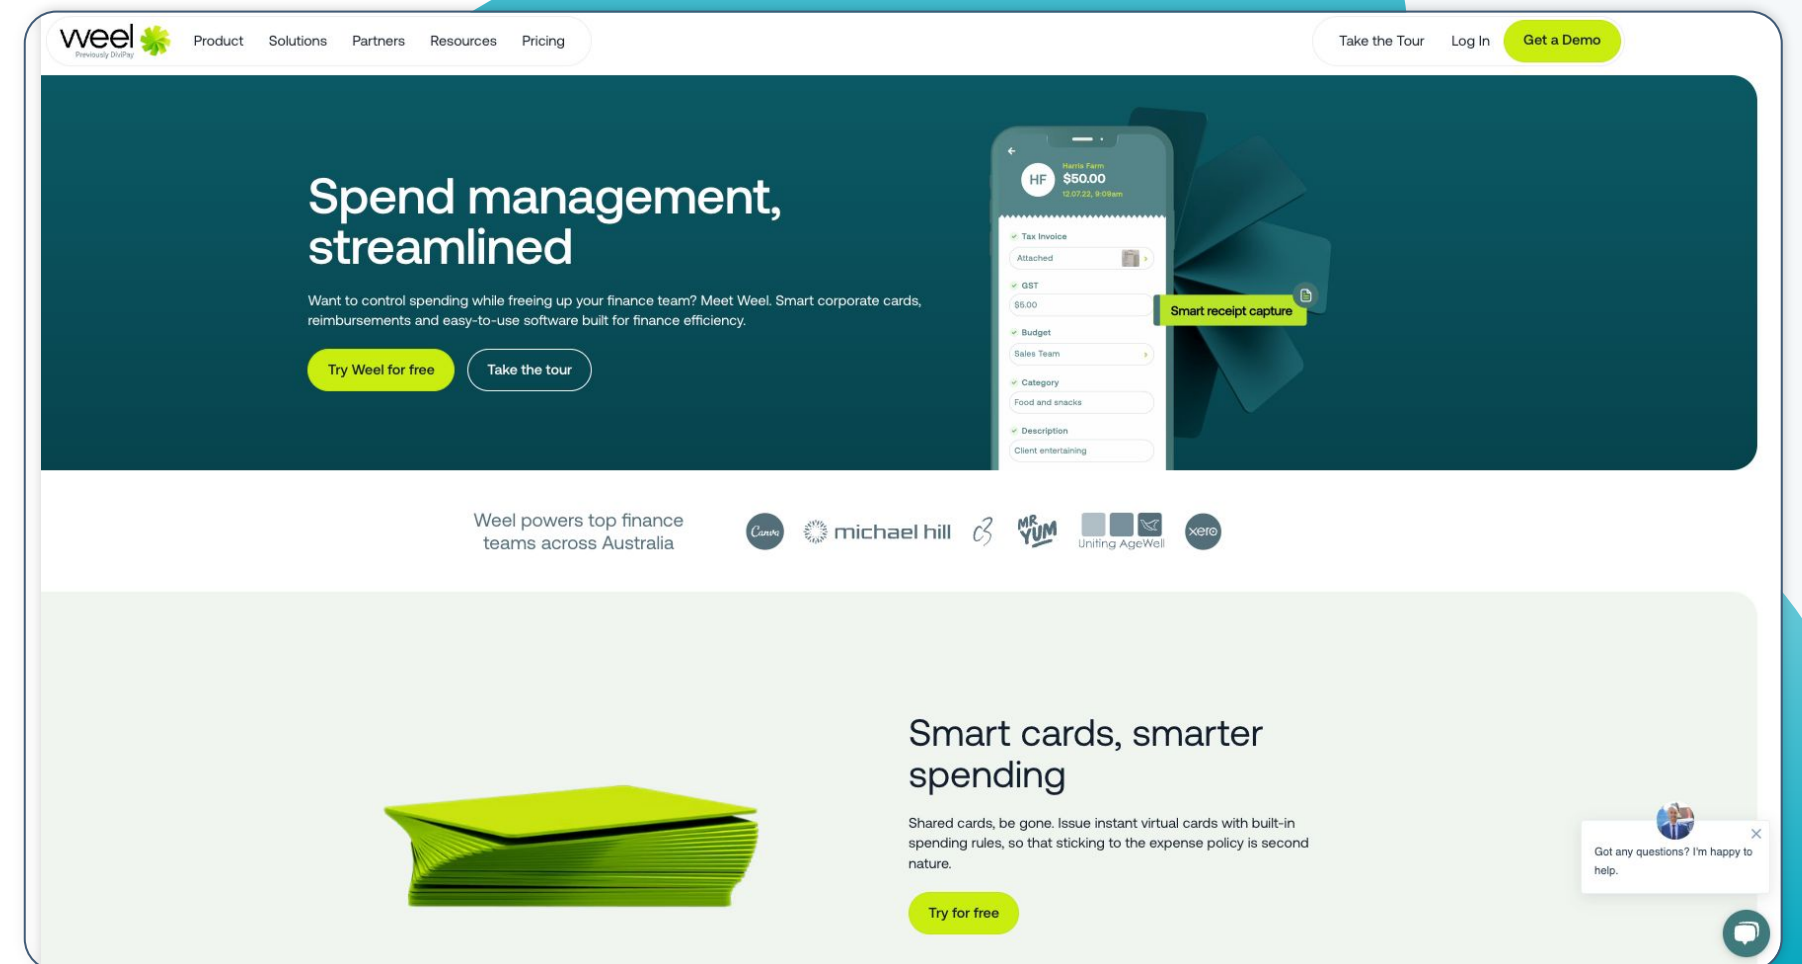 weel
Previously DiviPay
Product
Solutions
Partners
Resources
Pricing
Take the Tour
Log In
Get a Demo
Spend management,
streamlined
Want to control spending while freeing up your finance team? Meet Weel. Smart corporate cards,
reimbursements and easy-to-use software built for finance efficiency.
Try Weel for free
Take the tour
HF
Harris Farm
$50.00
12.07.22, 9:09am
Tax Invoice
Attached
GST
$5.00
Budget
Sales Team
Category
Food and snacks
Description
Client entertaining
Smart receipt capture
Weel powers top finance
teams across Australia
Canva
michael hill
c3
MR
YUM
Uniting AgeWell
xero
Smart cards, smarter
spending
Shared cards, be gone. Issue instant virtual cards with built-in
spending rules, so that sticking to the expense policy is second
nature.
Try for free
Got any questions? I'm happy to
help.